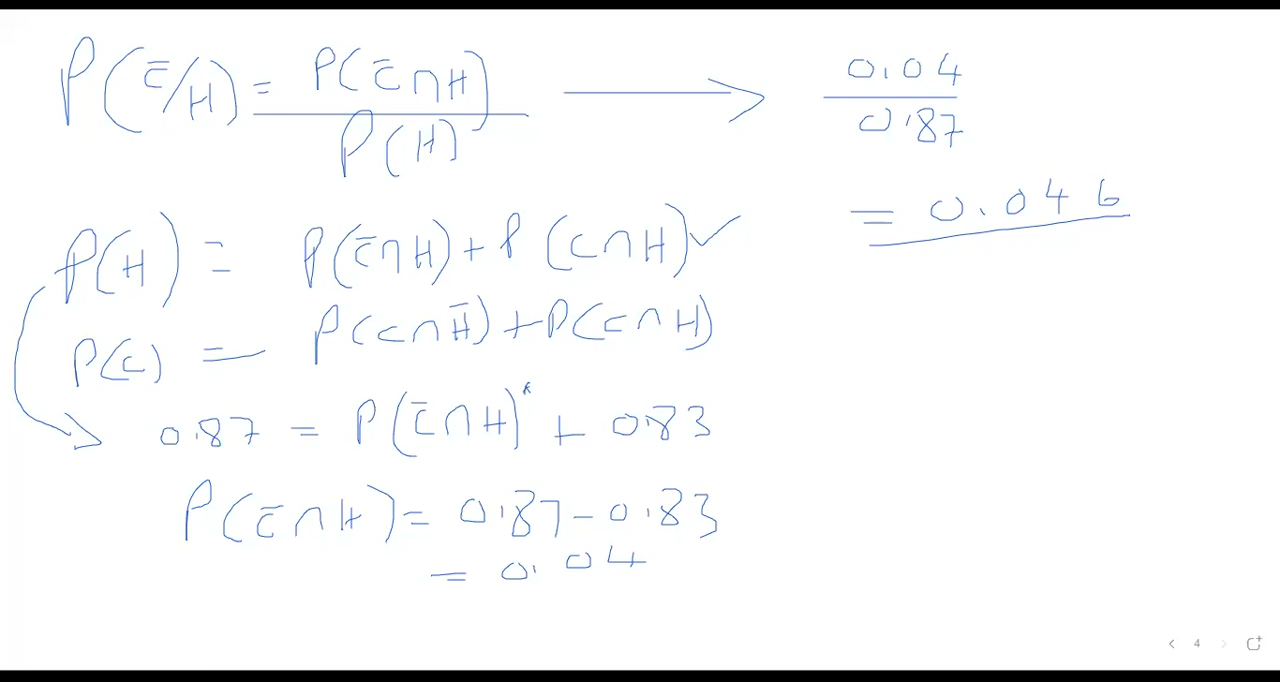 P(C̄/H) = P(C̄∩H) / P(H) → 0.04 / 0.87
= 0.046
P(H) = P(C̄∩H) + P(C∩H) ✓
P(C) = P(C∩H̄) + P(C∩H)
0.87 = P(C̄∩H)* + 0.83
P(C̄∩H) = 0.87 - 0.83
= 0.04
4